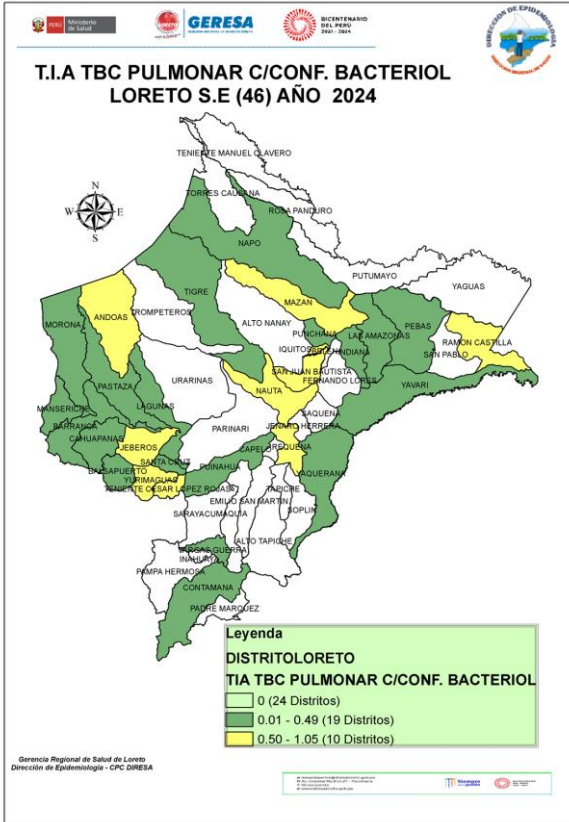 PERÚ
Ministerio
de Salud
GERESA
BICENTENARIO
DEL PERÚ
2021 - 2024
DIRECCIÓN DE EPIDEMIOLOGÍA
T.I.A TBC PULMONAR C/CONF. BACTERIOL
LORETO S.E (46) AÑO 2024
N
W
E
S
TENIENTE MANUEL CLAVERO
TORRES CAUSANA
ROSA PANDURO
NAPO
PUTUMAYO
YAGUAS
TIGRE
MAZAN
ANDOAS
TROMPETEROS
MORONA
ALTO NANAY
PUNCHANA
LAS AMAZONAS
PEBAS
RAMON CASTILLA
IQUITOS
INDIANA
SAN PABLO
SAN JUAN BAUTISTA
FERNANDO LORES
YAVARI
PASTAZA
URARINAS
NAUTA
LAGUNAS
SAQUENA
MANSERICHE
BARRANCA
PARINARI
JENARO HERRERA
CAHUAPANAS
JEBEROS
REQUENA
CAPELO
SANTA CRUZ
PUINAHUA
YAQUERANA
BALSAPUERTO
YURIMAGUAS
TENIENTE CESAR LOPEZ ROJAS
TAPICHE
EMILIO SAN MARTIN
SOPLIN
SARAYACU
MAQUIA
ALTO TAPICHE
VARGAS GUERRA
INAHUAYA
PAMPA HERMOSA
CONTAMANA
PADRE MARQUEZ
Leyenda
DISTRITOLORETO
TIA TBC PULMONAR C/CONF. BACTERIOL
0 (24 Distritos)
0.01 - 0.49 (19 Distritos)
0.50 - 1.05 (10 Distritos)
Gerencia Regional de Salud de Loreto
Dirección de Epidemiología - CPC DIRESA